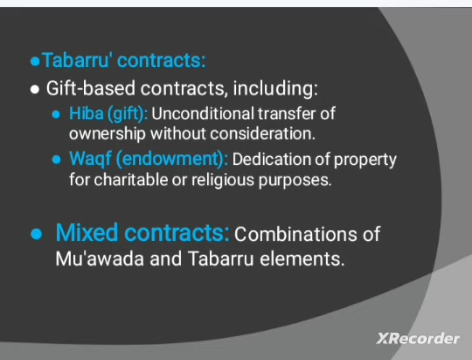 ●Tabarru' contracts:
● Gift-based contracts, including:
● Hiba (gift): Unconditional transfer of
ownership without consideration.
● Waqf (endowment): Dedication of property
for charitable or religious purposes.
● Mixed contracts: Combinations of
Mu'awada and Tabarru elements.
XRecorder